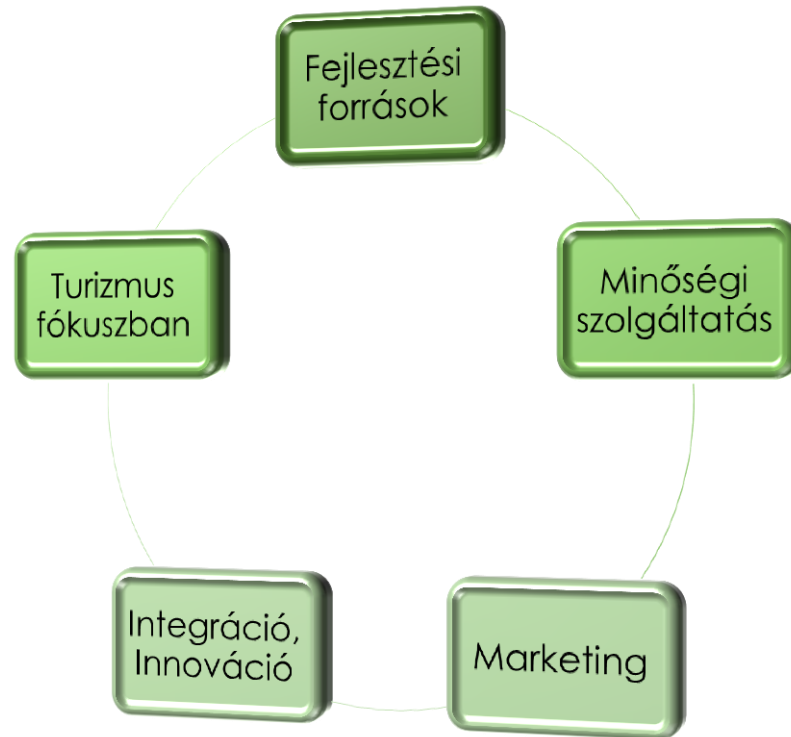 Fejlesztési
források
Minőségi
szolgáltatás
Marketing
Integráció,
Innováció
Turizmus
fókuszban